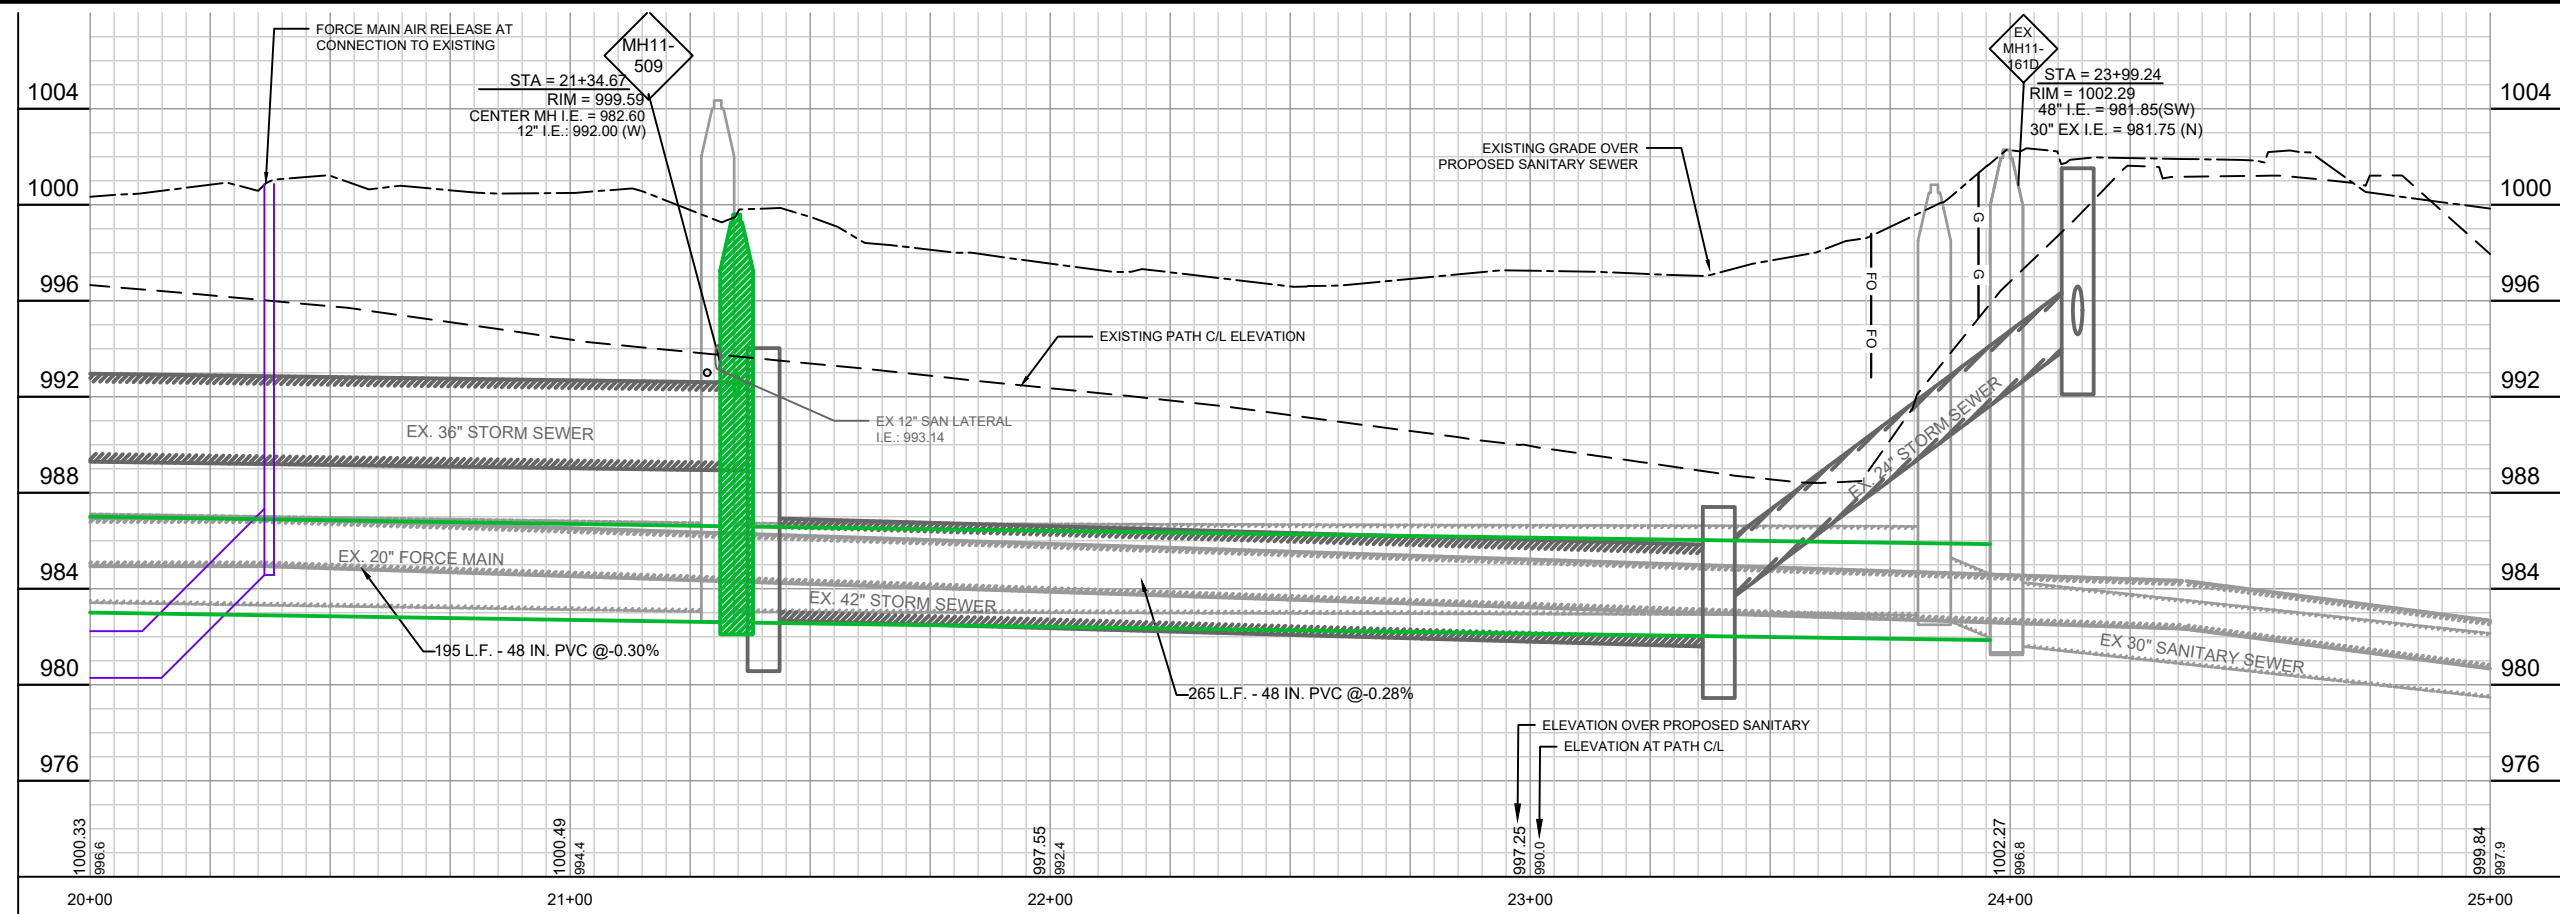 FORCE MAIN AIR RELEASE AT
CONNECTION TO EXISTING
MH11-
509
STA = 21+34.67
RIM = 999.59
CENTER MH I.E. = 982.60
12" I.E.: 992.00 (W)
EX
MH11-
161D
STA = 23+99.24
RIM = 1002.29
48" I.E. = 981.85(SW)
30" EX I.E. = 981.75 (N)
EXISTING GRADE OVER
PROPOSED SANITARY SEWER
1004
1000
996
992
988
984
980
976
1004
1000
996
992
988
984
980
976
G
G
FO
FO
EXISTING PATH C/L ELEVATION
EX 12" SAN LATERAL
I.E.: 993.14
EX. 36" STORM SEWER
EX. 24" STORM SEWER
EX. 20" FORCE MAIN
EX. 42" STORM SEWER
EX 30" SANITARY SEWER
195 L.F. - 48 IN. PVC @-0.30%
265 L.F. - 48 IN. PVC @-0.28%
ELEVATION OVER PROPOSED SANITARY
ELEVATION AT PATH C/L
1000.33
996.6
1000.49
994.4
997.55
992.4
997.25
990.0
1002.27
996.8
999.84
997.9
20+00
21+00
22+00
23+00
24+00
25+00